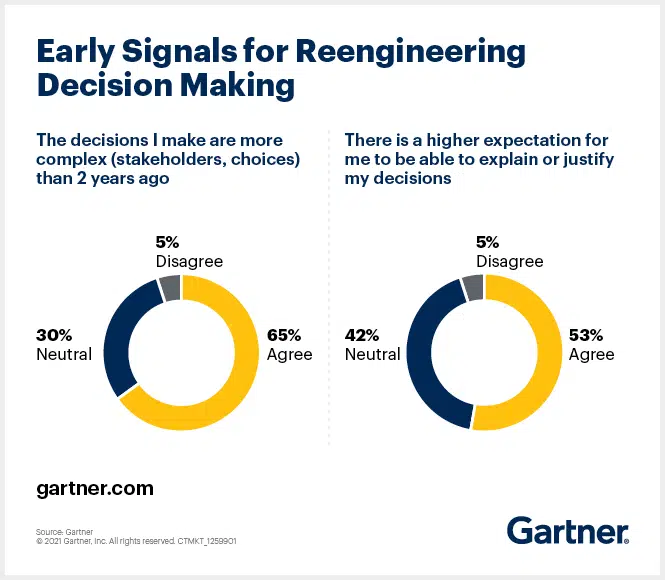 Early Signals for Reengineering
Decision Making
The decisions I make are more
complex (stakeholders, choices)
than 2 years ago
5%
Disagree
30%
Neutral
65%
Agree
There is a higher expectation for
me to be able to explain or justify
my decisions
5%
Disagree
42%
Neutral
53%
Agree
gartner.com
Source: Gartner
© 2021 Gartner, Inc. All rights reserved. CTMKT_1259901
Gartner®